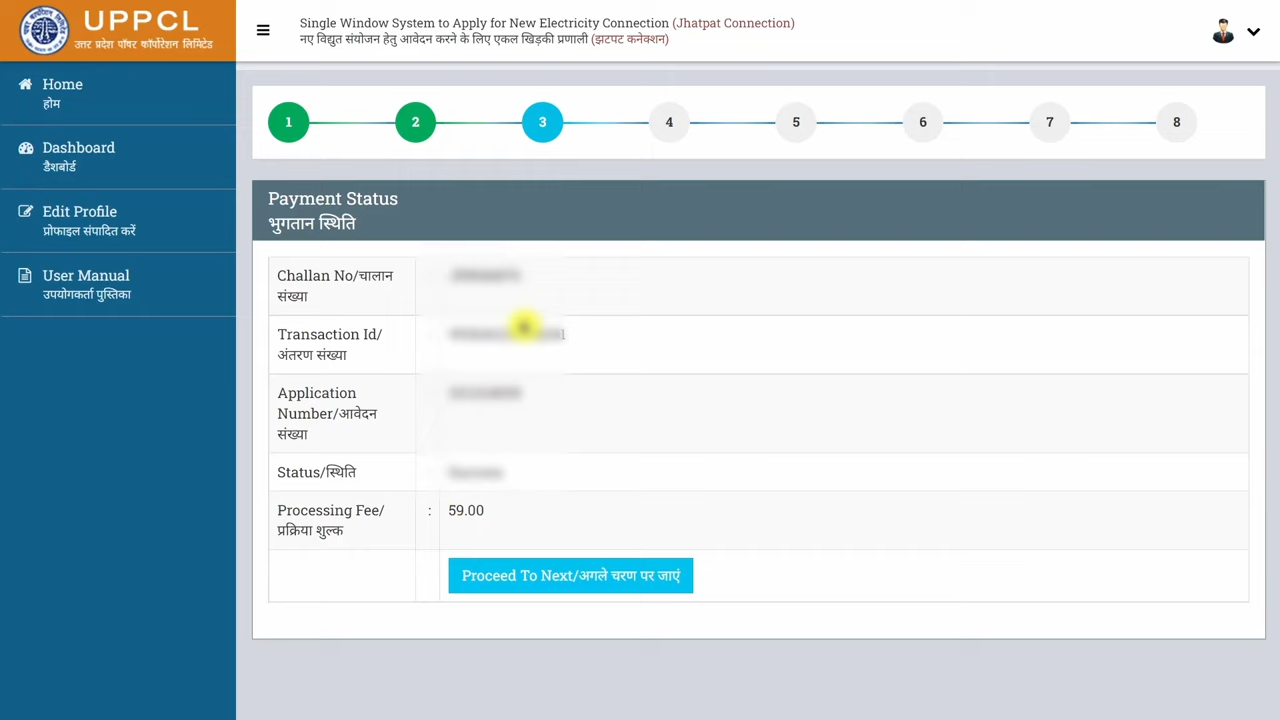 UPPCL
उत्तर प्रदेश पॉवर कॉर्पोरेशन लिमिटेड
Single Window System to Apply for New Electricity Connection (Jhatpat Connection)
नए विद्युत संयोजन हेतु आवेदन करने के लिए एकल खिड़की प्रणाली (झटपट कनेक्शन)
Home
होम
Dashboard
डैशबोर्ड
Edit Profile
प्रोफाइल संपादित करें
User Manual
उपयोगकर्ता पुस्तिका
1 2 3 4 5 6 7 8
Payment Status
भुगतान स्थिति
Challan No/चालान
संख्या
Transaction Id/
अंतरण संख्या
Application
Number/आवेदन
संख्या
Status/स्थिति
Processing Fee/ : 59.00
प्रक्रिया शुल्क
Proceed To Next/अगले चरण पर जाएं